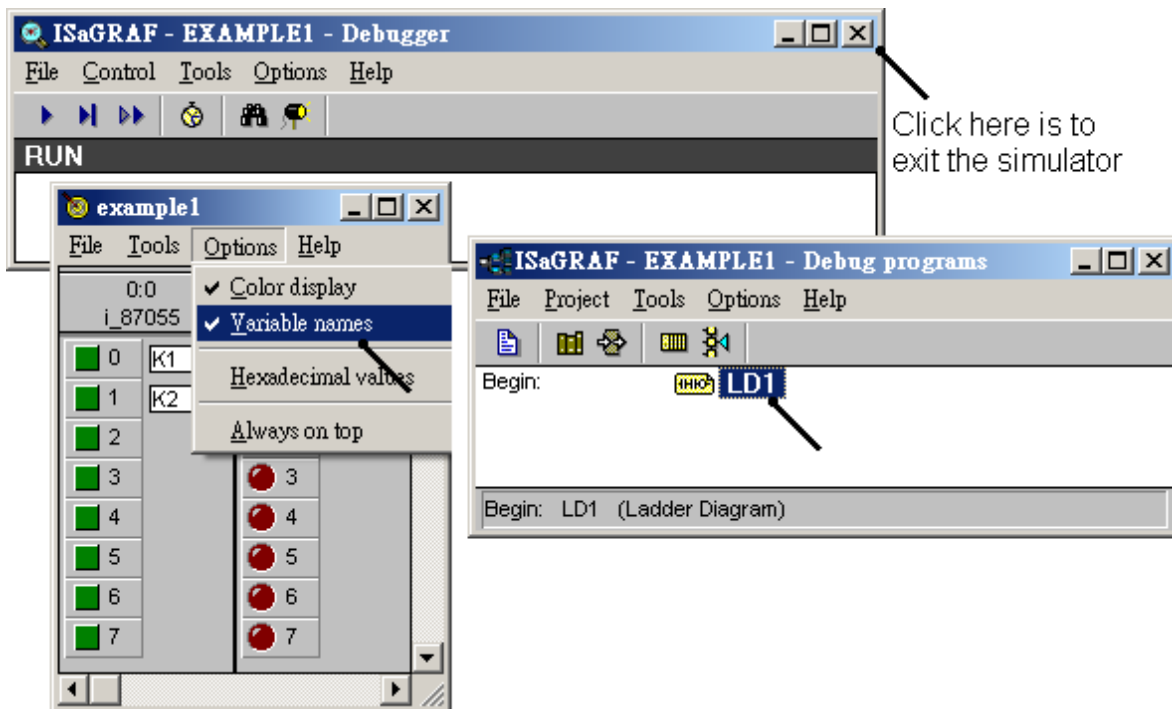 ISaGRAF - EXAMPLE1 - Debugger
File Control Tools Options Help
RUN
Click here is to
exit the simulator
example1
File Tools Options Help
0:0
i_87055
Color display
Variable names
Hexadecimal values
Always on top
0 K1
1 K2
2
3
4
5
6
7
3
4
5
6
7
ISaGRAF - EXAMPLE1 - Debug programs
File Project Tools Options Help
Begin: LD1
Begin: LD1 (Ladder Diagram)